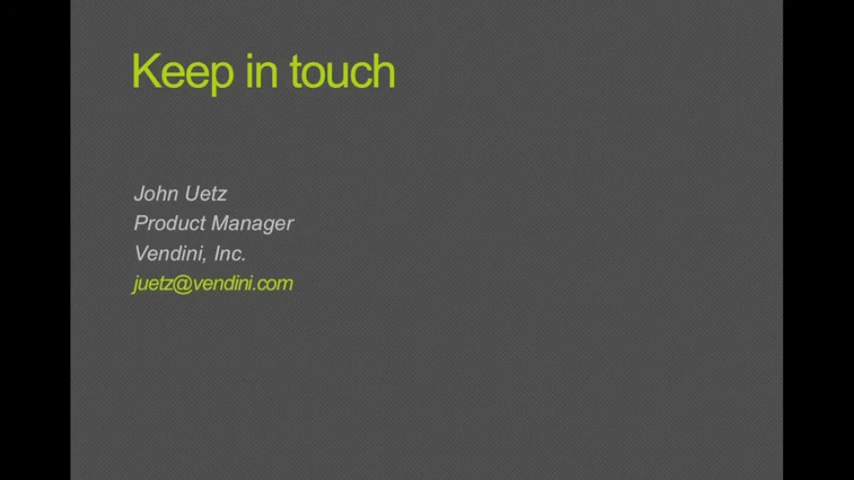 Keep in touch
John Uetz
Product Manager
Vendini, Inc.
juetz@vendini.com